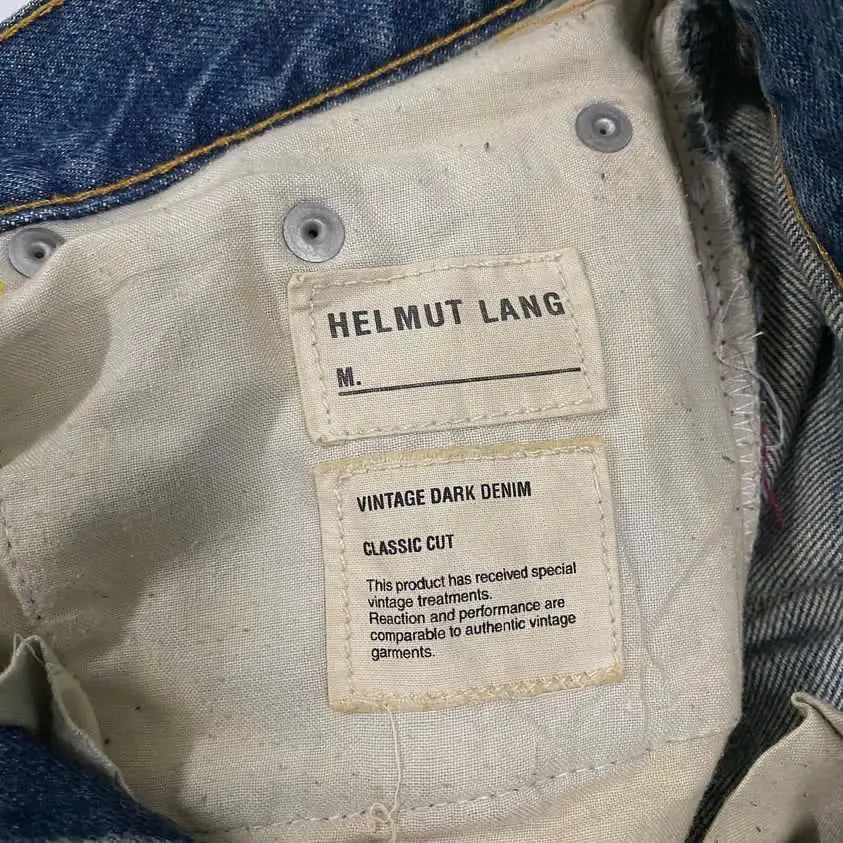 HELMUT LANG
M.
VINTAGE DARK DENIM
CLASSIC CUT
This product has received special
vintage treatments.
Reaction and performance are
comparable to authentic vintage
garments.